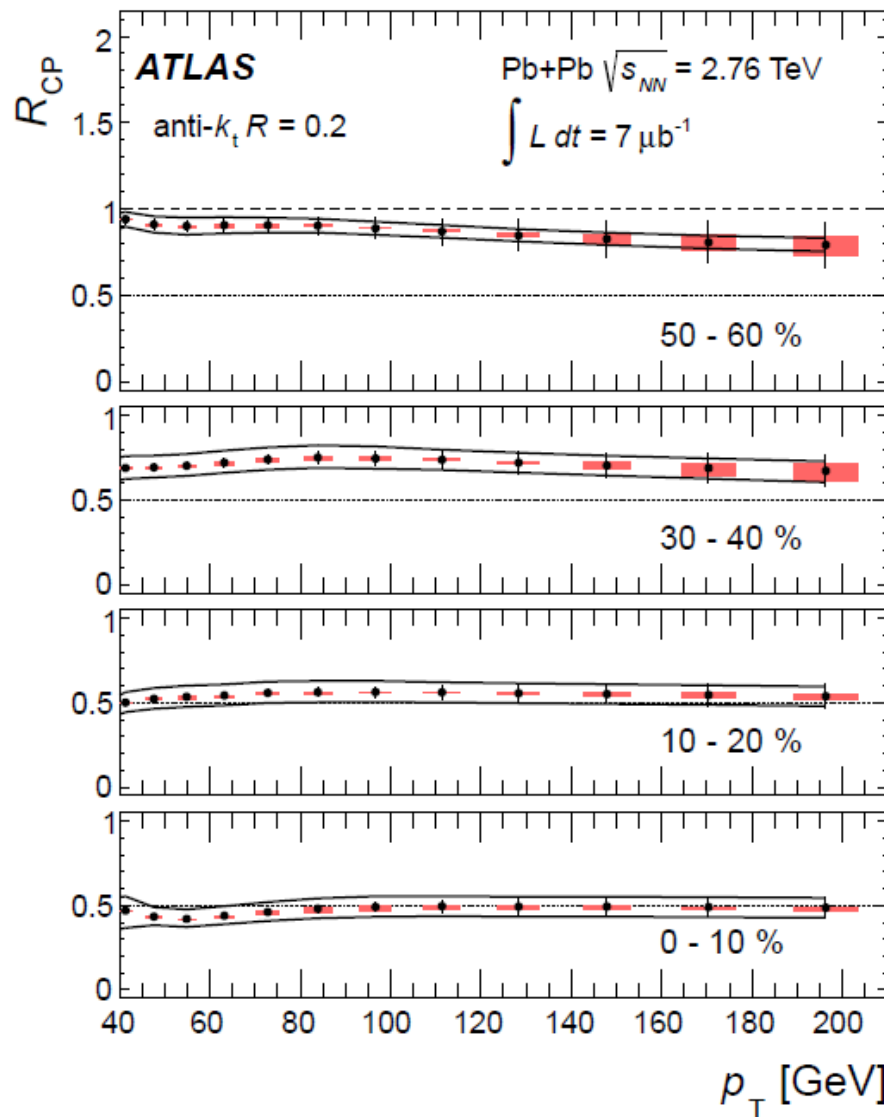 R_CP
2
1.5
1
0.5
0
ATLAS
anti-k_t R = 0.2
Pb+Pb √s_NN = 2.76 TeV
∫ L dt = 7 μb⁻¹
50 - 60 %
1
0.5
0
30 - 40 %
1
0.5
0
10 - 20 %
1
0.5
0
0 - 10 %
40 60 80 100 120 140 160 180 200
p_T [GeV]